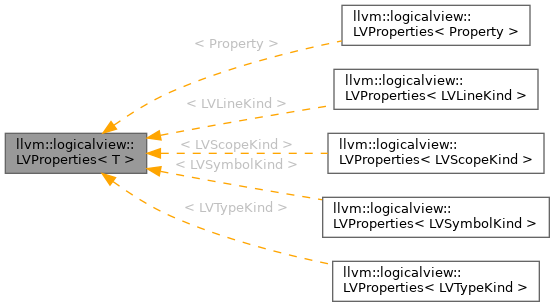 llvm::logicalview::
LVProperties< T >
< Property >
< LVLineKind >
< LVScopeKind >
< LVSymbolKind >
< LVTypeKind >
llvm::logicalview::
LVProperties< Property >
llvm::logicalview::
LVProperties< LVLineKind >
llvm::logicalview::
LVProperties< LVScopeKind >
llvm::logicalview::
LVProperties< LVSymbolKind >
llvm::logicalview::
LVProperties< LVTypeKind >